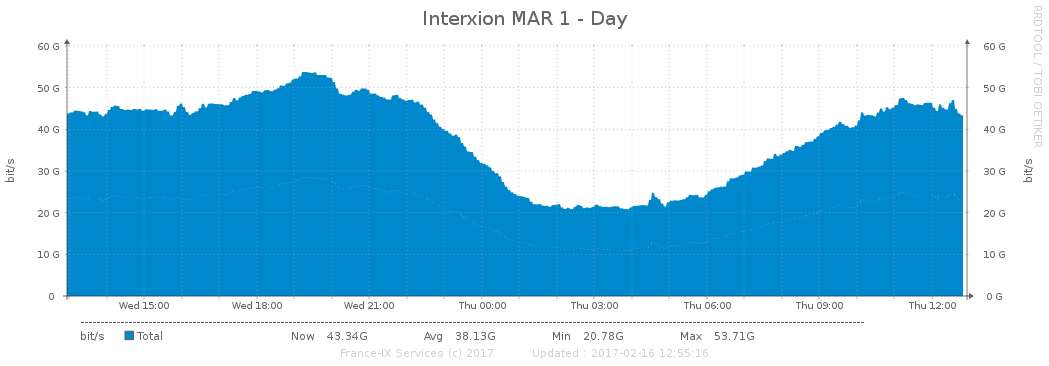 Interxion MAR 1 - Day
RRDTOOL / TOBI OETIKER
60 G 60 G
50 G 50 G
40 G 40 G
30 G 30 G
20 G 20 G
10 G 10 G
0 0 G
bit/s bit/s
Wed 15:00 Wed 18:00 Wed 21:00 Thu 00:00 Thu 03:00 Thu 06:00 Thu 09:00 Thu 12:00
bit/s Total Now 43.34G Avg 38.13G Min 20.78G Max 53.71G
France-IX Services (c) 2017 Updated : 2017-02-16 12:55:16